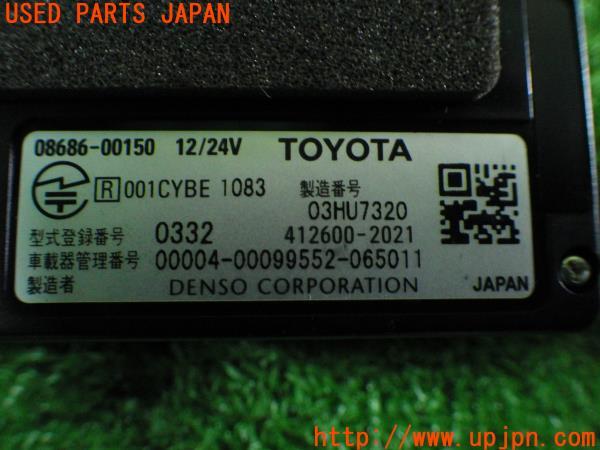 USED PARTS JAPAN
08686-00150 12/24V TOYOTA
R 001CYBE 1083 製造番号
03HU7320
型式登録番号 0332 412600-2021
車載器管理番号 00004-00099552-065011
製造者 DENSO CORPORATION JAPAN
http://www.upjpn.com